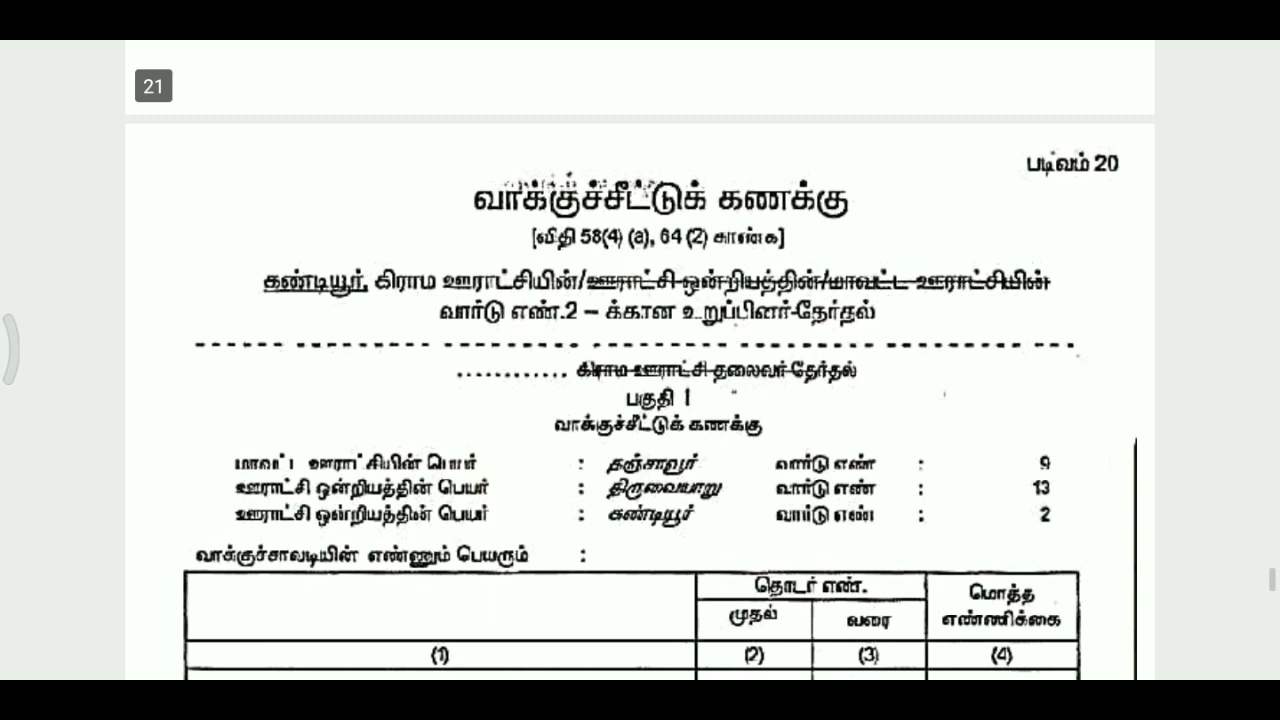 21
படிவம் 20
வாக்குச்சீட்டுக் கணக்கு
[விதி 58(4) (a), 64 (2) காண்க]
கண்டியூர், கிராம ஊராட்சியின்/ஊராட்சி ஒன்றியத்தின்/மாவட்ட ஊராட்சியின்
வார்டு எண்.2 – க்கான உறுப்பினர்-தேர்தல்
............ கிராம ஊராட்சி தலைவர் தேர்தல்
பகுதி 1
வாக்குச்சீட்டுக் கணக்கு
மாவட்ட ஊராட்சியின் பெயர் : தஞ்சாவூர் வார்டு எண் : 9
ஊராட்சி ஒன்றியத்தின் பெயர் : திருவையாறு வார்டு எண் : 13
ஊராட்சி ஒன்றியத்தின் பெயர் : கண்டியூர் வார்டு எண் : 2
வாக்குச்சாவடியின் எண்ணும் பெயரும் :
தொடர் எண். மொத்த எண்ணிக்கை
முதல் வரை
(1) (2) (3) (4)